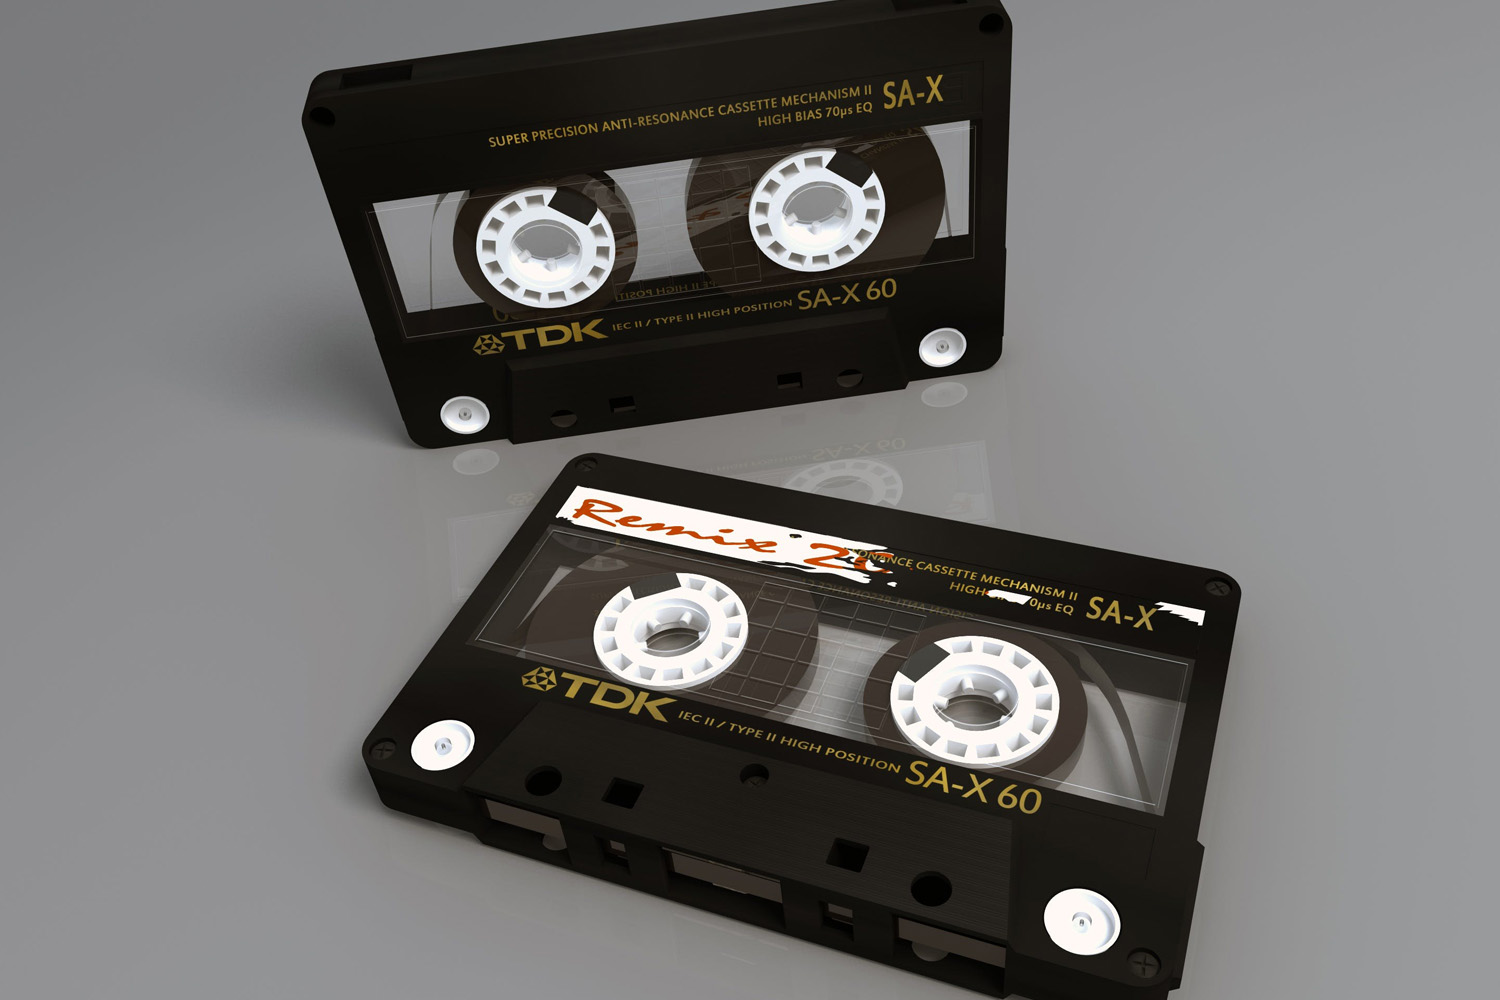 SUPER PRECISION ANTI-RESONANCE CASSETTE MECHANISM II
HIGH BIAS 70µs EQ
SA-X
TDK
IEC II / TYPE II HIGH POSITION
SA-X 60
Remix
ONANCE CASSETTE MECHANISM II
HIGH
0µs EQ
SA-X
TDK
IEC II / TYPE II HIGH POSITION
SA-X 60